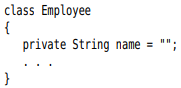 class Employee
{
   private String name = "";
   . . .
}